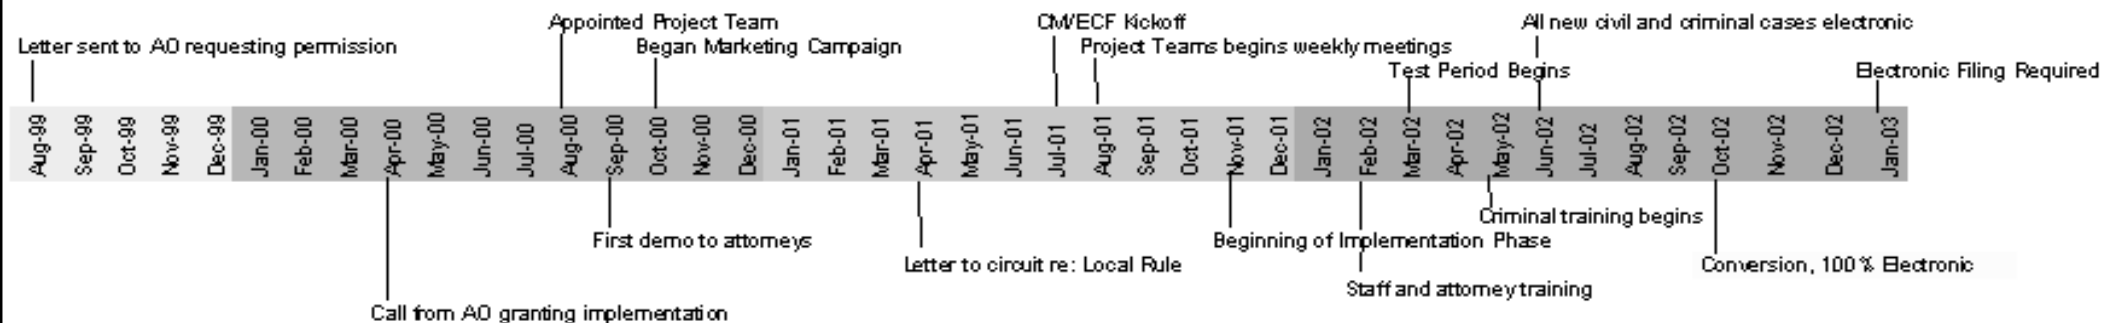 Appointed Project Team
CM/ECF Kickoff
All new civil and criminal cases electronic
Letter sent to AO requesting permission
Began Marketing Campaign
Project Teams begins weekly meetings
Test Period Begins
Electronic Filing Required
Aug-99
Sep-99
Oct-99
Nov-99
Dec-99
Jan-00
Feb-00
Mar-00
Apr-00
May-00
Jun-00
Jul-00
Aug-00
Sep-00
Oct-00
Nov-00
Dec-00
Jan-01
Feb-01
Mar-01
Apr-01
May-01
Jun-01
Jul-01
Aug-01
Sep-01
Oct-01
Nov-01
Dec-01
Jan-02
Feb-02
Mar-02
Apr-02
May-02
Jun-02
Jul-02
Aug-02
Sep-02
Oct-02
Nov-02
Dec-02
Jan-03
Criminal training begins
First demo to attorneys
Beginning of Implementation Phase
Letter to circuit re: Local Rule
Conversion, 100% Electronic
Staff and attorney training
Call from AO granting implementation